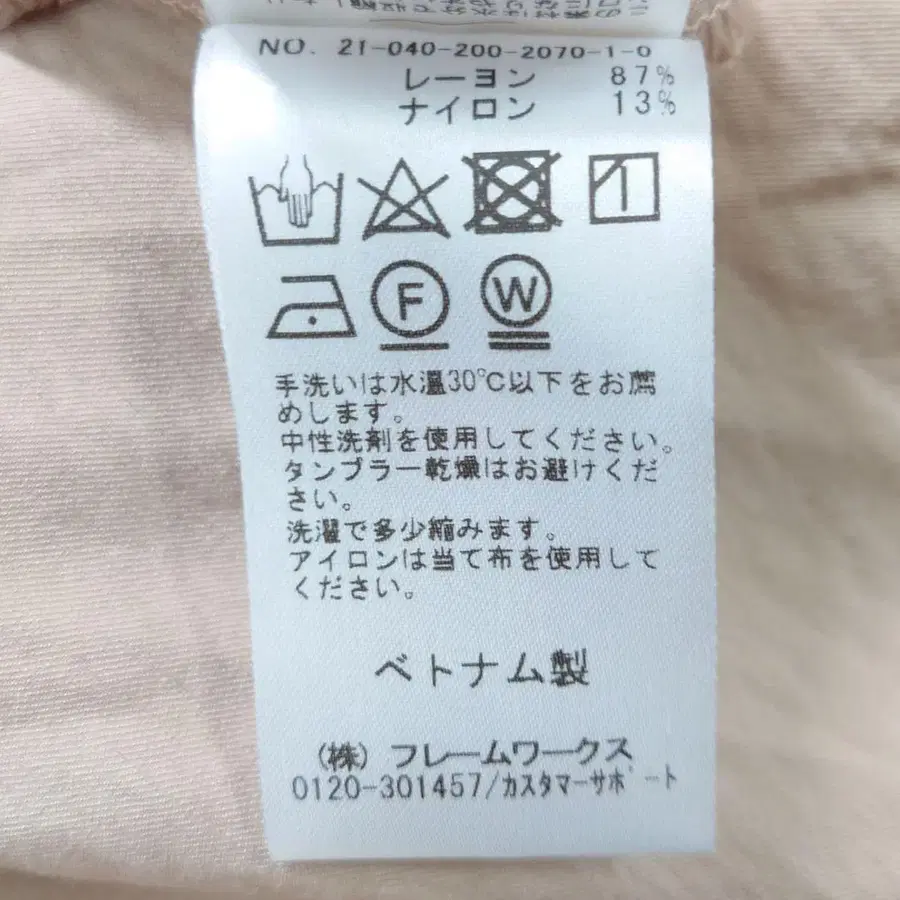 NO. 21-040-200-2070-1-0
レーヨン 87%
ナイロン 13%
F W
手洗いは水温30℃以下をお薦
めします。
中性洗剤を使用してください。
タンブラー乾燥はお避けくだ
さい。
洗濯で多少縮みます。
アイロンは当て布を使用して
ください。
ベトナム製
(株)フレームワークス
0120-301457/カスタマーサポート